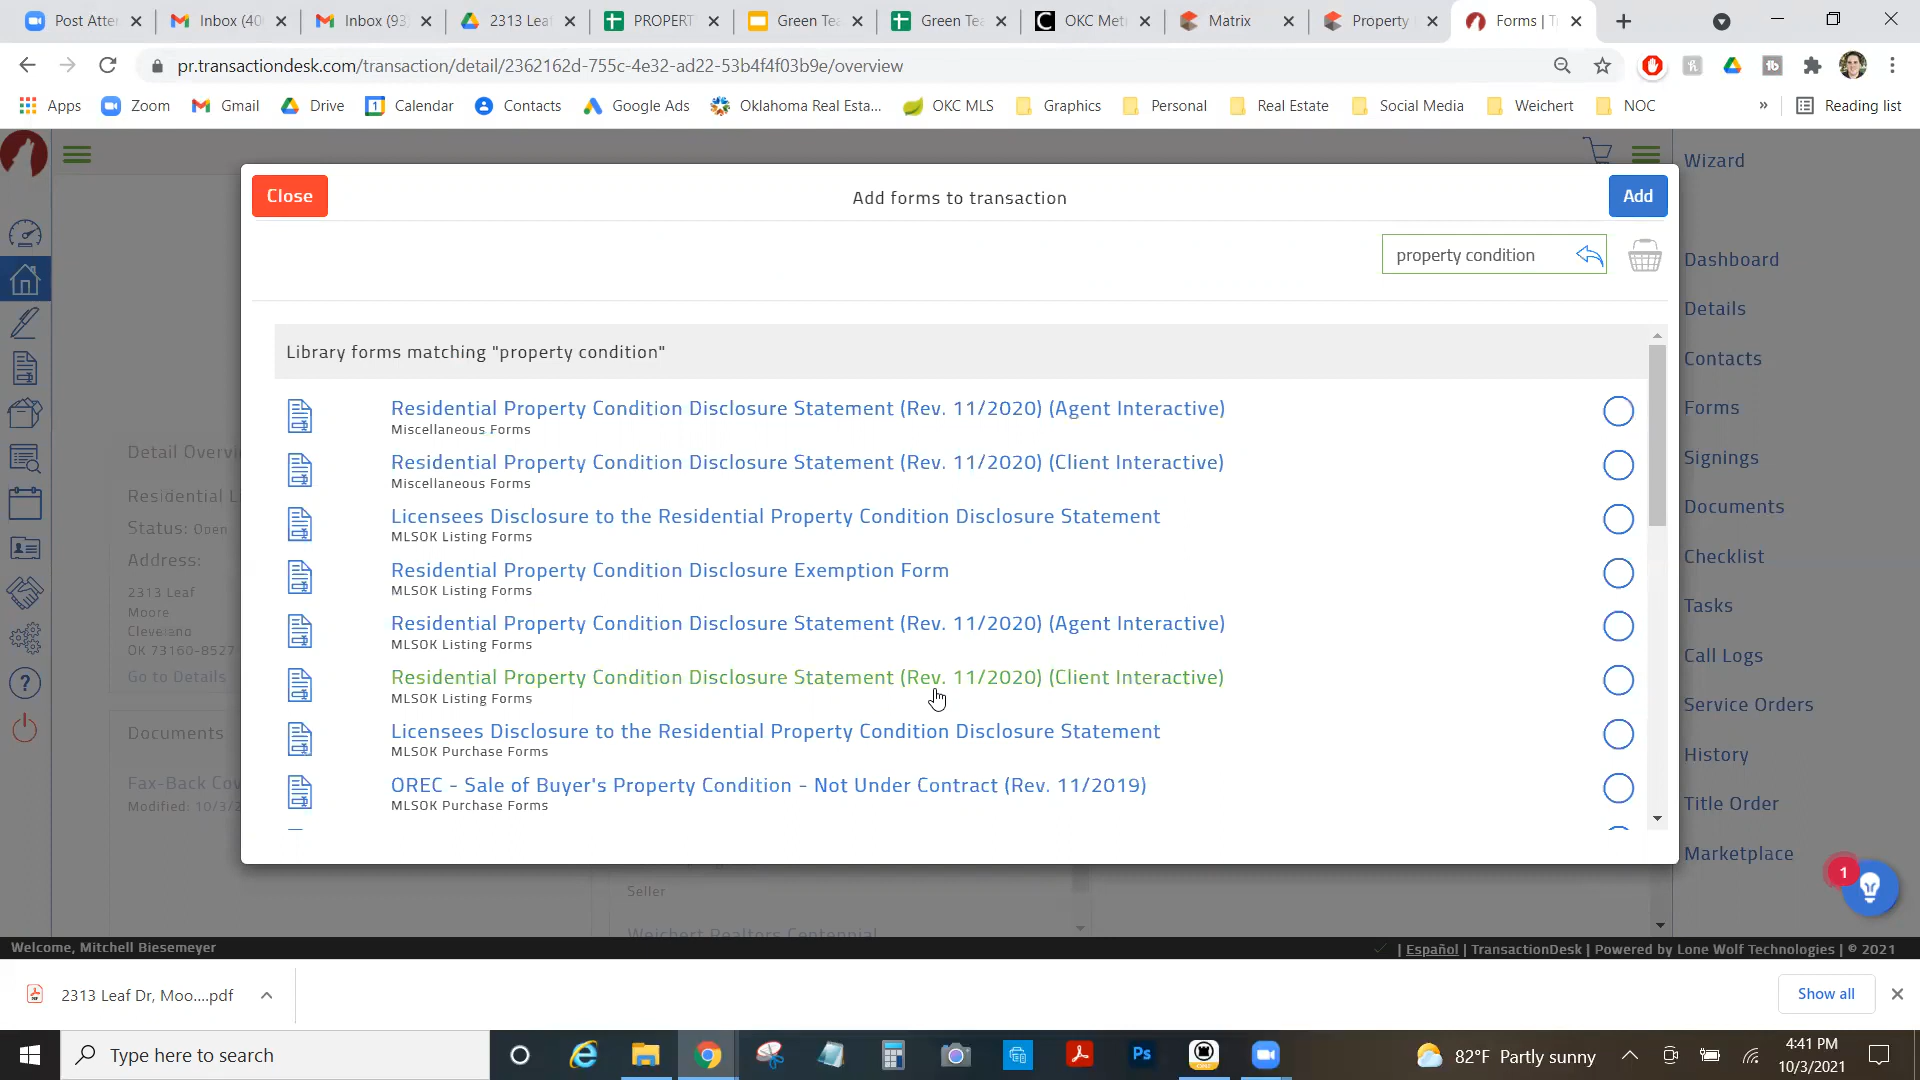 Post Atte
Inbox (40
Inbox (93
2313 Lea
PROPERT
Green Tea
Green Tea
OKC Met
Matrix
Property
Forms | T
pr.transactiondesk.com/transaction/detail/2362162d-755c-4e32-ad22-53b4f4f03b9e/overview
Apps
Zoom
Gmail
Drive
Calendar
Contacts
Google Ads
Oklahoma Real Esta...
OKC MLS
Graphics
Personal
Real Estate
Social Media
Weichert
NOC
»
Reading list
Close
Add forms to transaction
Add
property condition
Library forms matching "property condition"
Residential Property Condition Disclosure Statement (Rev. 11/2020) (Agent Interactive)
Miscellaneous Forms
Residential Property Condition Disclosure Statement (Rev. 11/2020) (Client Interactive)
Miscellaneous Forms
Licensees Disclosure to the Residential Property Condition Disclosure Statement
MLSOK Listing Forms
Residential Property Condition Disclosure Exemption Form
MLSOK Listing Forms
Residential Property Condition Disclosure Statement (Rev. 11/2020) (Agent Interactive)
MLSOK Listing Forms
Residential Property Condition Disclosure Statement (Rev. 11/2020) (Client Interactive)
MLSOK Listing Forms
Licensees Disclosure to the Residential Property Condition Disclosure Statement
MLSOK Purchase Forms
OREC - Sale of Buyer's Property Condition - Not Under Contract (Rev. 11/2019)
MLSOK Purchase Forms
Detail Overvi
Residential L
Status: Open
Address:
2313 Leaf
Moore
Cleveland
OK 73160-8527
Go to Details
Documents
Fax-Back Cov
Modified: 10/3/2
Seller
Weichert Realtors Centennial
Wizard
Dashboard
Details
Contacts
Forms
Signings
Documents
Checklist
Tasks
Call Logs
Service Orders
History
Title Order
Marketplace
1
Welcome, Mitchell Biesemeyer
| Español | TransactionDesk | Powered by Lone Wolf Technologies | © 2021
2313 Leaf Dr, Moo....pdf
Show all
Type here to search
Ps
82°F Partly sunny
4:41 PM
10/3/2021